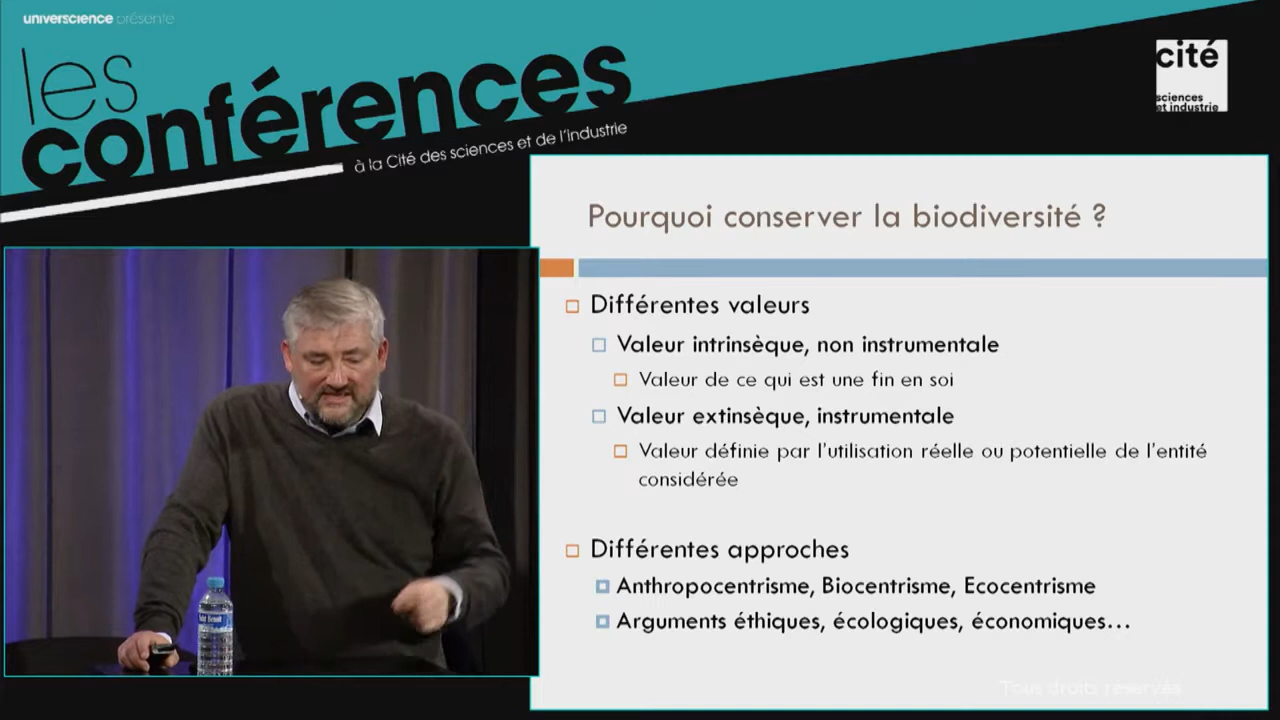 universcience présente
les
conférences
à la Cité des sciences et de l'industrie
cité
sciences
et industrie
Pourquoi conserver la biodiversité ?
Différentes valeurs
Valeur intrinsèque, non instrumentale
Valeur de ce qui est une fin en soi
Valeur extinsèque, instrumentale
Valeur définie par l'utilisation réelle ou potentielle de l'entité
considérée
Différentes approches
Anthropocentrisme, Biocentrisme, Ecocentrisme
Arguments éthiques, écologiques, économiques…
Tous droits réservés